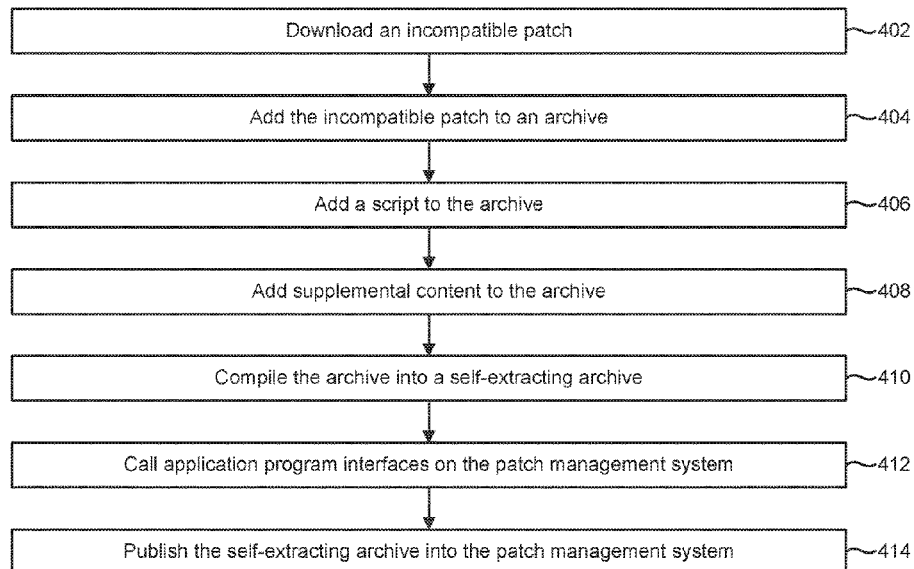 Download an incompatible patch 402
Add the incompatible patch to an archive 404
Add a script to the archive 406
Add supplemental content to the archive 408
Compile the archive into a self-extracting archive 410
Call application program interfaces on the patch management system 412
Publish the self-extracting archive into the patch management system 414